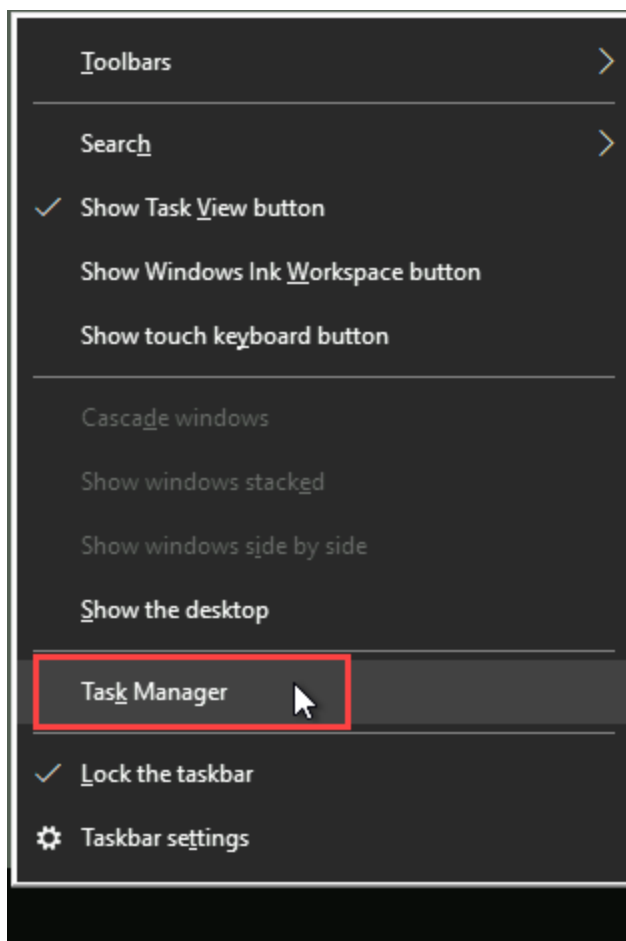 Toolbars
Search
Show Task View button
Show Windows Ink Workspace button
Show touch keyboard button
Cascade windows
Show windows stacked
Show windows side by side
Show the desktop
Task Manager
Lock the taskbar
Taskbar settings